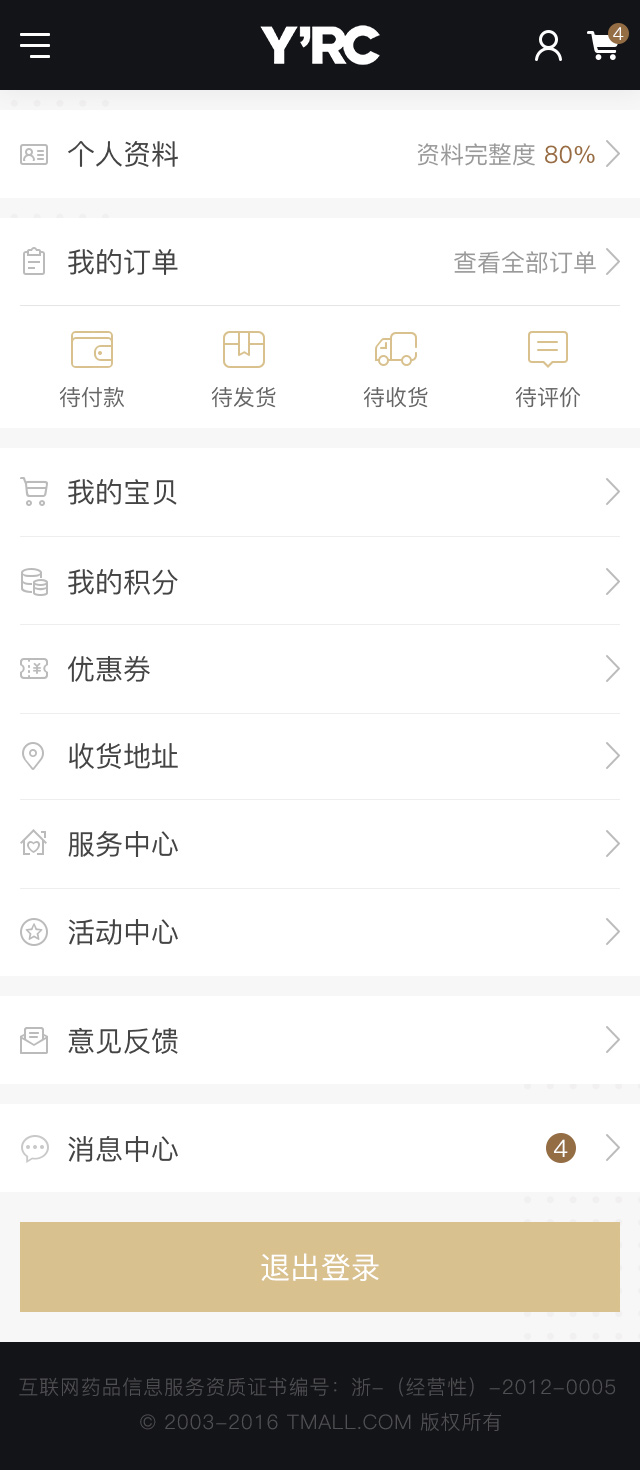 Y'RC
4
个人资料
资料完整度 80%
我的订单
查看全部订单
待付款
待发货
待收货
待评价
我的宝贝
我的积分
优惠券
收货地址
服务中心
活动中心
意见反馈
消息中心
4
退出登录
互联网药品信息服务资质证书编号：浙-（经营性）-2012-0005
© 2003-2016 TMALL.COM 版权所有